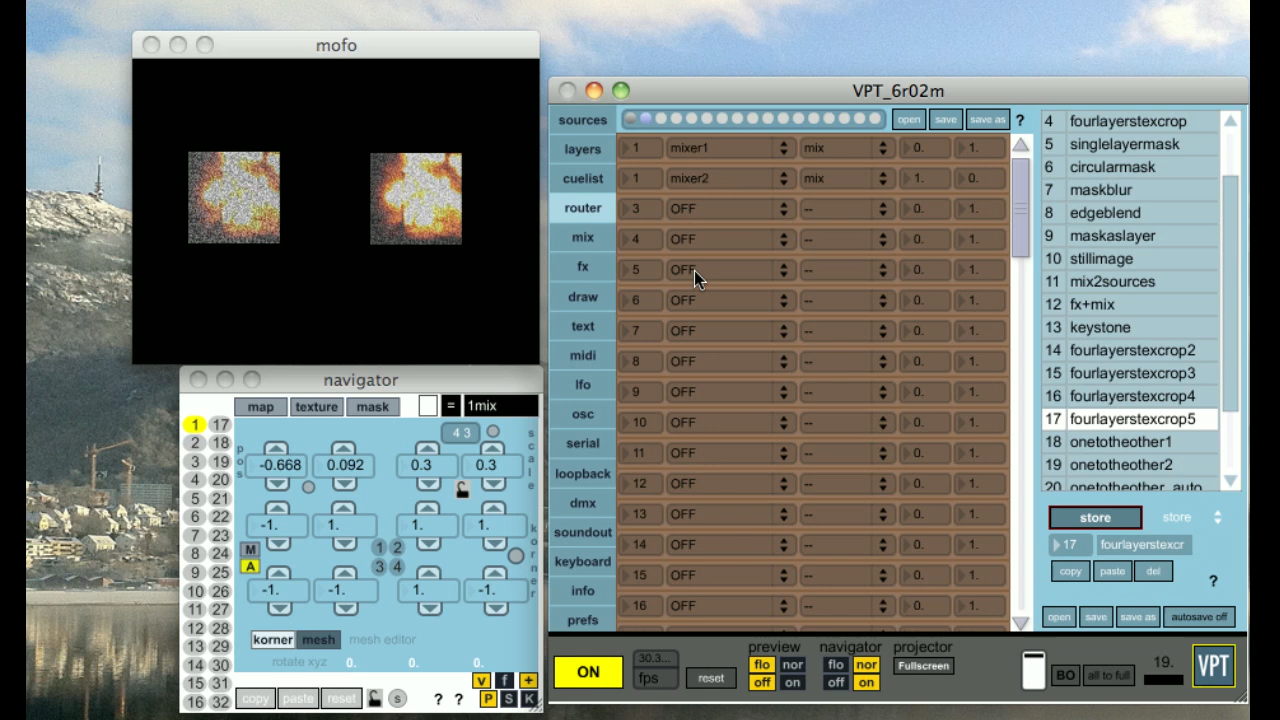 mofo
VPT_6r02m
sources
open save save as ?
layers 1 mixer1 mix 0. 1.
cuelist 1 mixer2 mix 1. 0.
router 3 OFF -- 0. 1.
mix 4 OFF -- 0. 1.
fx 5 OFF 0. 1.
draw 6 OFF -- 0. 1.
text 7 OFF -- 0. 1.
midi 8 OFF -- 0. 1.
lfo 9 OFF -- 0. 1.
osc 10 OFF -- 0. 1.
serial 11 OFF -- 0. 1.
loopback 12 OFF -- 0. 1.
dmx 13 OFF -- 0. 1.
soundout 14 OFF -- 0. 1.
keyboard 15 OFF -- 0. 1.
info 16 OFF -- 0. 1.
prefs
4 fourlayerstexcrop
5 singlelayermask
6 circularmask
7 maskblur
8 edgeblend
9 maskaslayer
10 stillimage
11 mix2sources
12 fx+mix
13 keystone
14 fourlayerstexcrop2
15 fourlayerstexcrop3
16 fourlayerstexcrop4
17 fourlayerstexcrop5
18 onetotheother1
19 onetotheother2
20 onetotheother_auto
store store
17 fourlayerstexcr
copy paste del ?
open save save as autosave off
navigator
map texture mask = 1mix
1 17
2 18
3 19
4 20
5 21
6 22
7 23
8 24
9 25
10 26
11 27
12 28
13 29
14 30
15 31
16 32
pos
4 3
scale
-0.668 0.092 0.3 0.3
-1. 1. 1. 1.
korner
M
A
1 2
3 4
-1. -1. 1. -1.
korner mesh mesh editor
rotate xyz 0. 0. 0.
v f +
copy paste reset s ? ? P S K
ON
30.3...
fps
reset
preview
flo nor
off on
navigator
flo nor
off on
projector
Fullscreen
BO all to full
19.
VPT